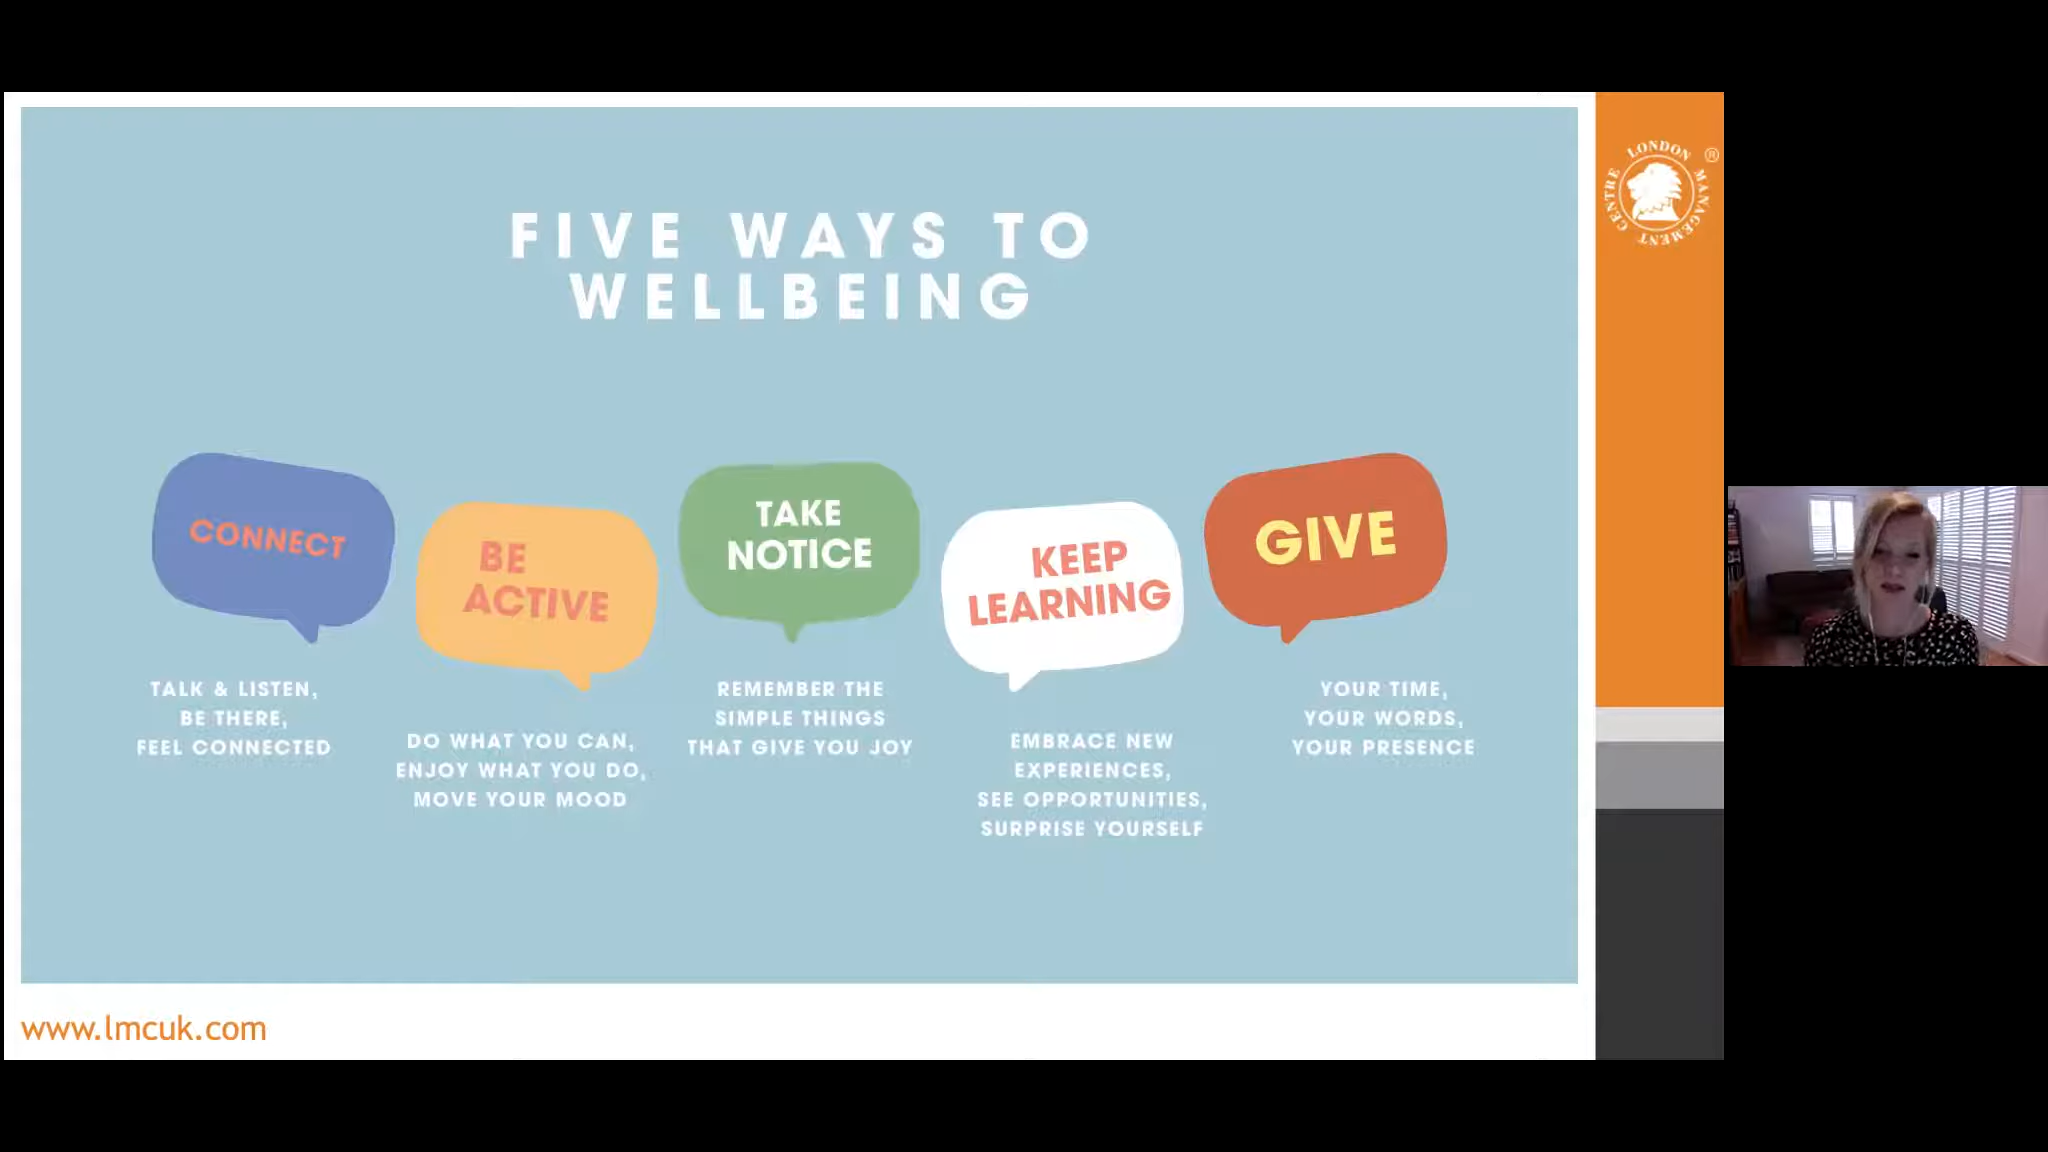 FIVE WAYS TO
WELLBEING
CONNECT
TALK & LISTEN,
BE THERE,
FEEL CONNECTED
BE
ACTIVE
DO WHAT YOU CAN,
ENJOY WHAT YOU DO,
MOVE YOUR MOOD
TAKE
NOTICE
REMEMBER THE
SIMPLE THINGS
THAT GIVE YOU JOY
KEEP
LEARNING
EMBRACE NEW
EXPERIENCES,
SEE OPPORTUNITIES,
SURPRISE YOURSELF
GIVE
YOUR TIME,
YOUR WORDS,
YOUR PRESENCE
LONDON MANAGEMENT CENTRE ®
www.lmcuk.com